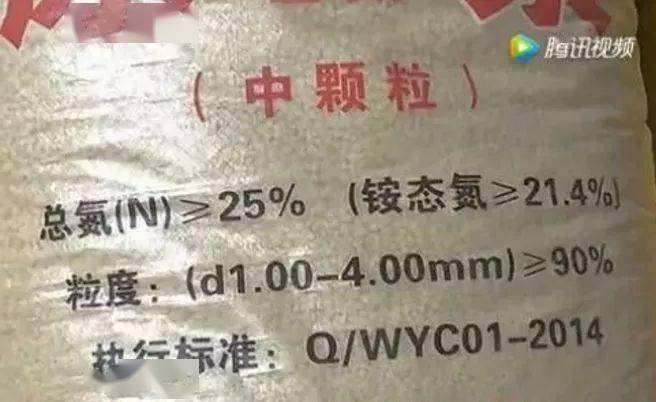 腾讯视频
(中颗粒)
总氮(N)≥25% (铵态氮≥21.4%)
粒度：(d1.00-4.00mm)≥90%
执行标准：Q/WYC01-2014